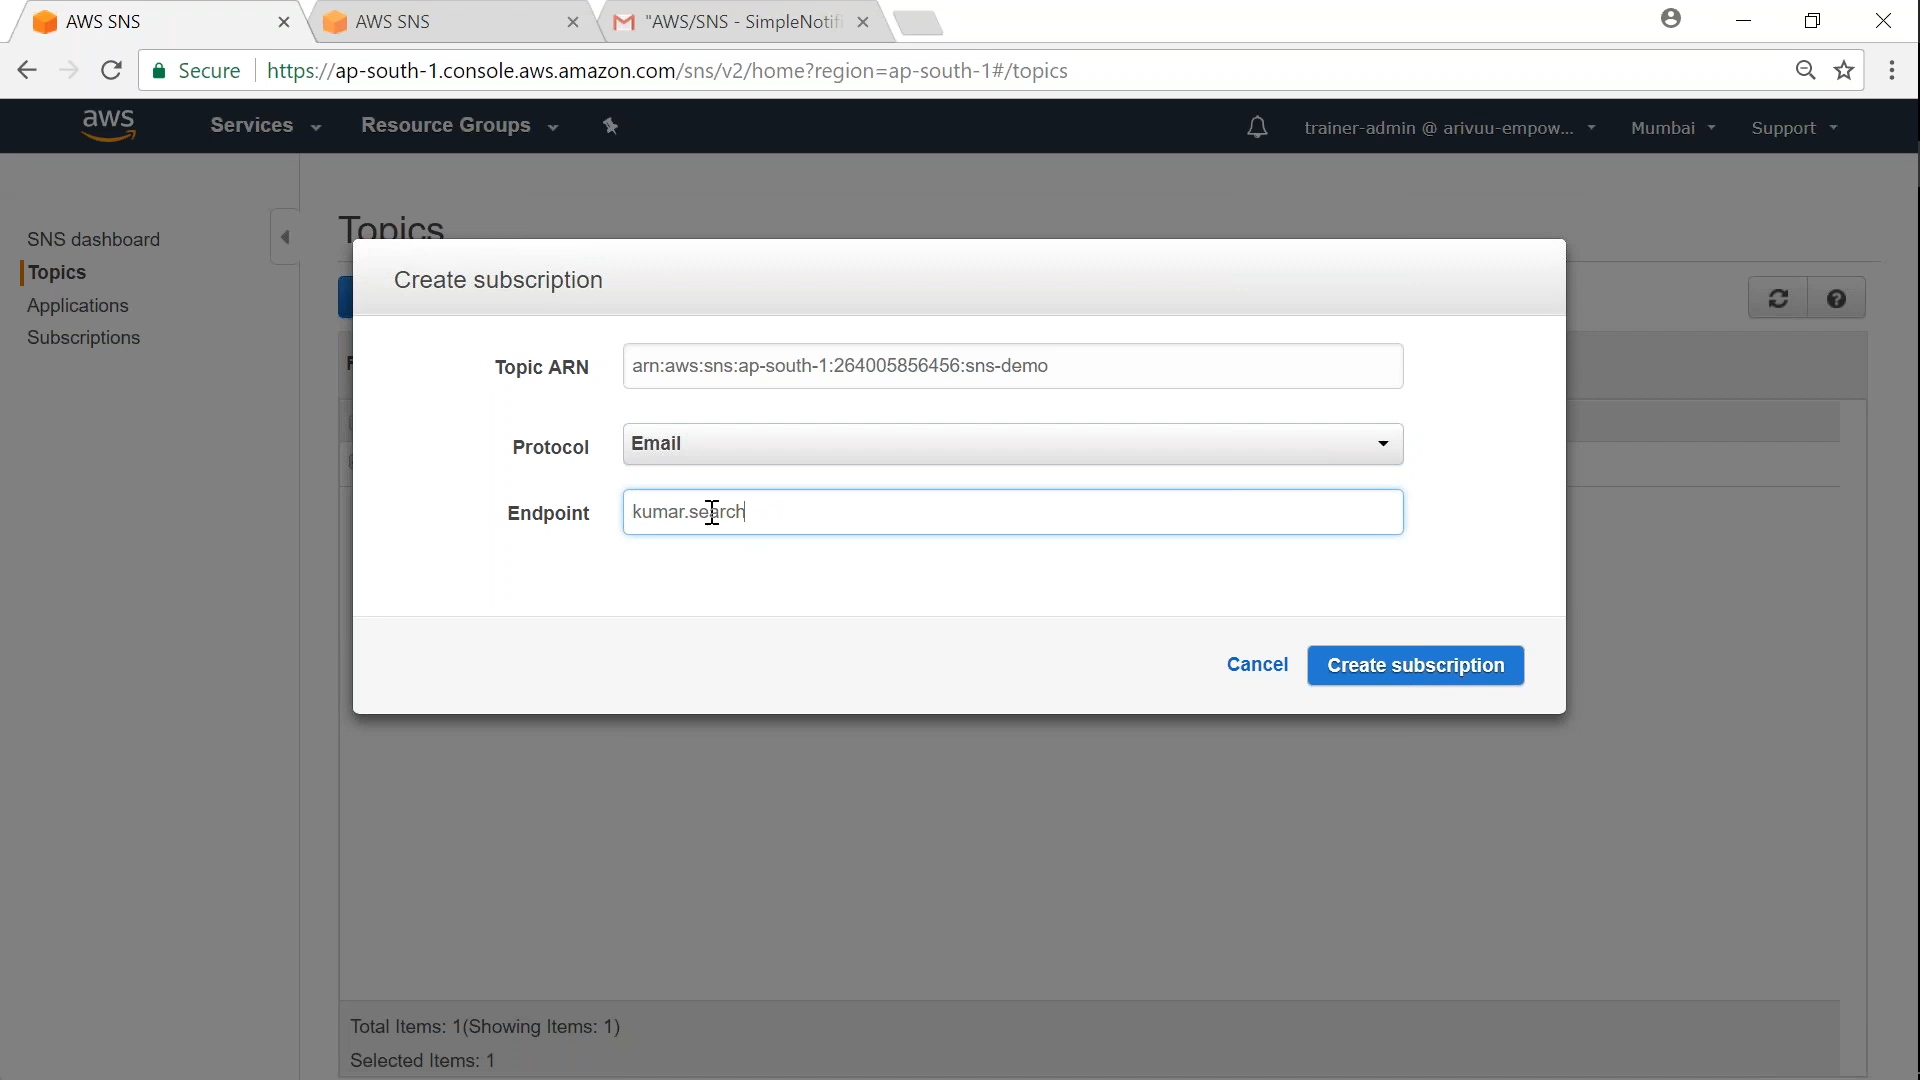 AWS SNS
AWS SNS
"AWS/SNS - SimpleNotifi
Secure
https://ap-south-1.console.aws.amazon.com/sns/v2/home?region=ap-south-1#/topics
aws
Services
Resource Groups
trainer-admin @ arivuu-empow...
Mumbai
Support
SNS dashboard
Topics
Applications
Subscriptions
Topics
Create subscription
Topic ARN
arn:aws:sns:ap-south-1:264005856456:sns-demo
Protocol
Email
Endpoint
kumar.search
Cancel
Create subscription
Total Items: 1(Showing Items: 1)
Selected Items: 1